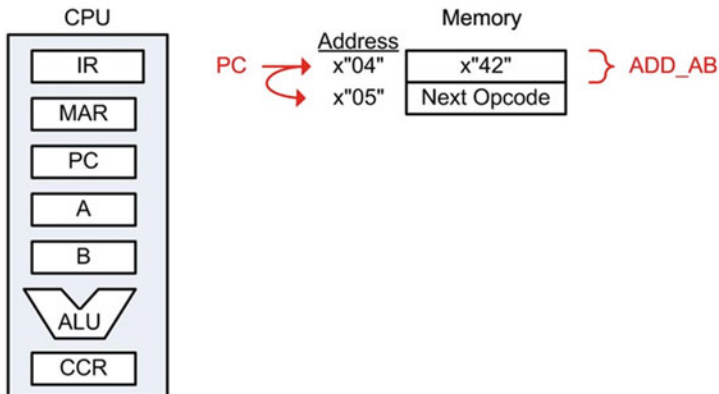 CPU
IR
MAR
PC
A
B
ALU
CCR
Memory
Address
PC x"04" x"42" ADD_AB
x"05" Next Opcode